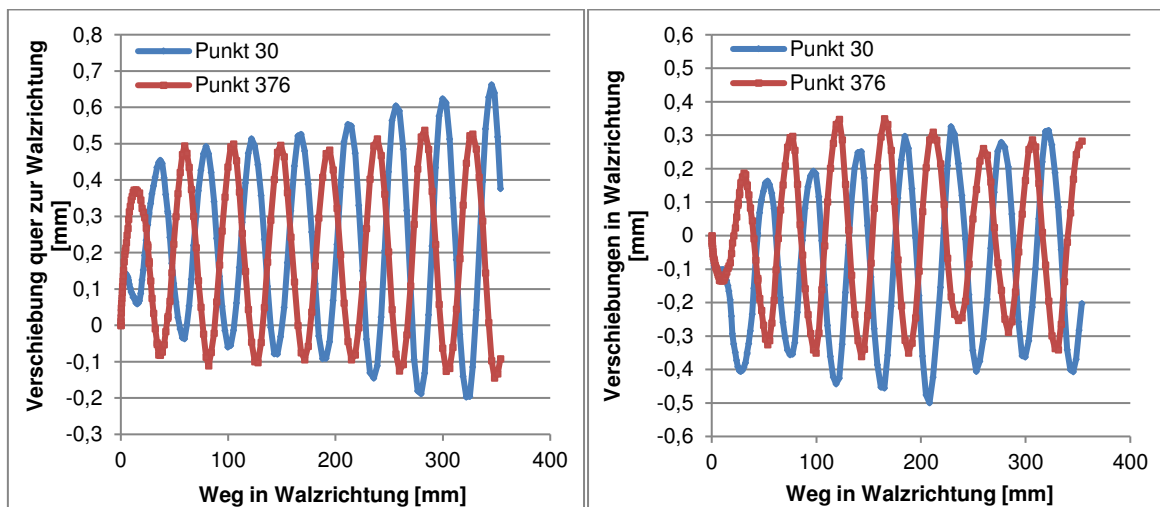 Verschiebung quer zur Walzrichtung
[mm]
0,8
0,7
0,6
0,5
0,4
0,3
0,2
0,1
0
-0,1
-0,2
-0,3
Punkt 30
Punkt 376
0 100 200 300 400
Weg in Walzrichtung [mm]
Verschiebungen in Walzrichtung
[mm]
0,6
0,5
0,4
0,3
0,2
0,1
0
-0,1
-0,2
-0,3
-0,4
-0,5
-0,6
Punkt 30
Punkt 376
0 100 200 300 400
Weg in Walzrichtung [mm]